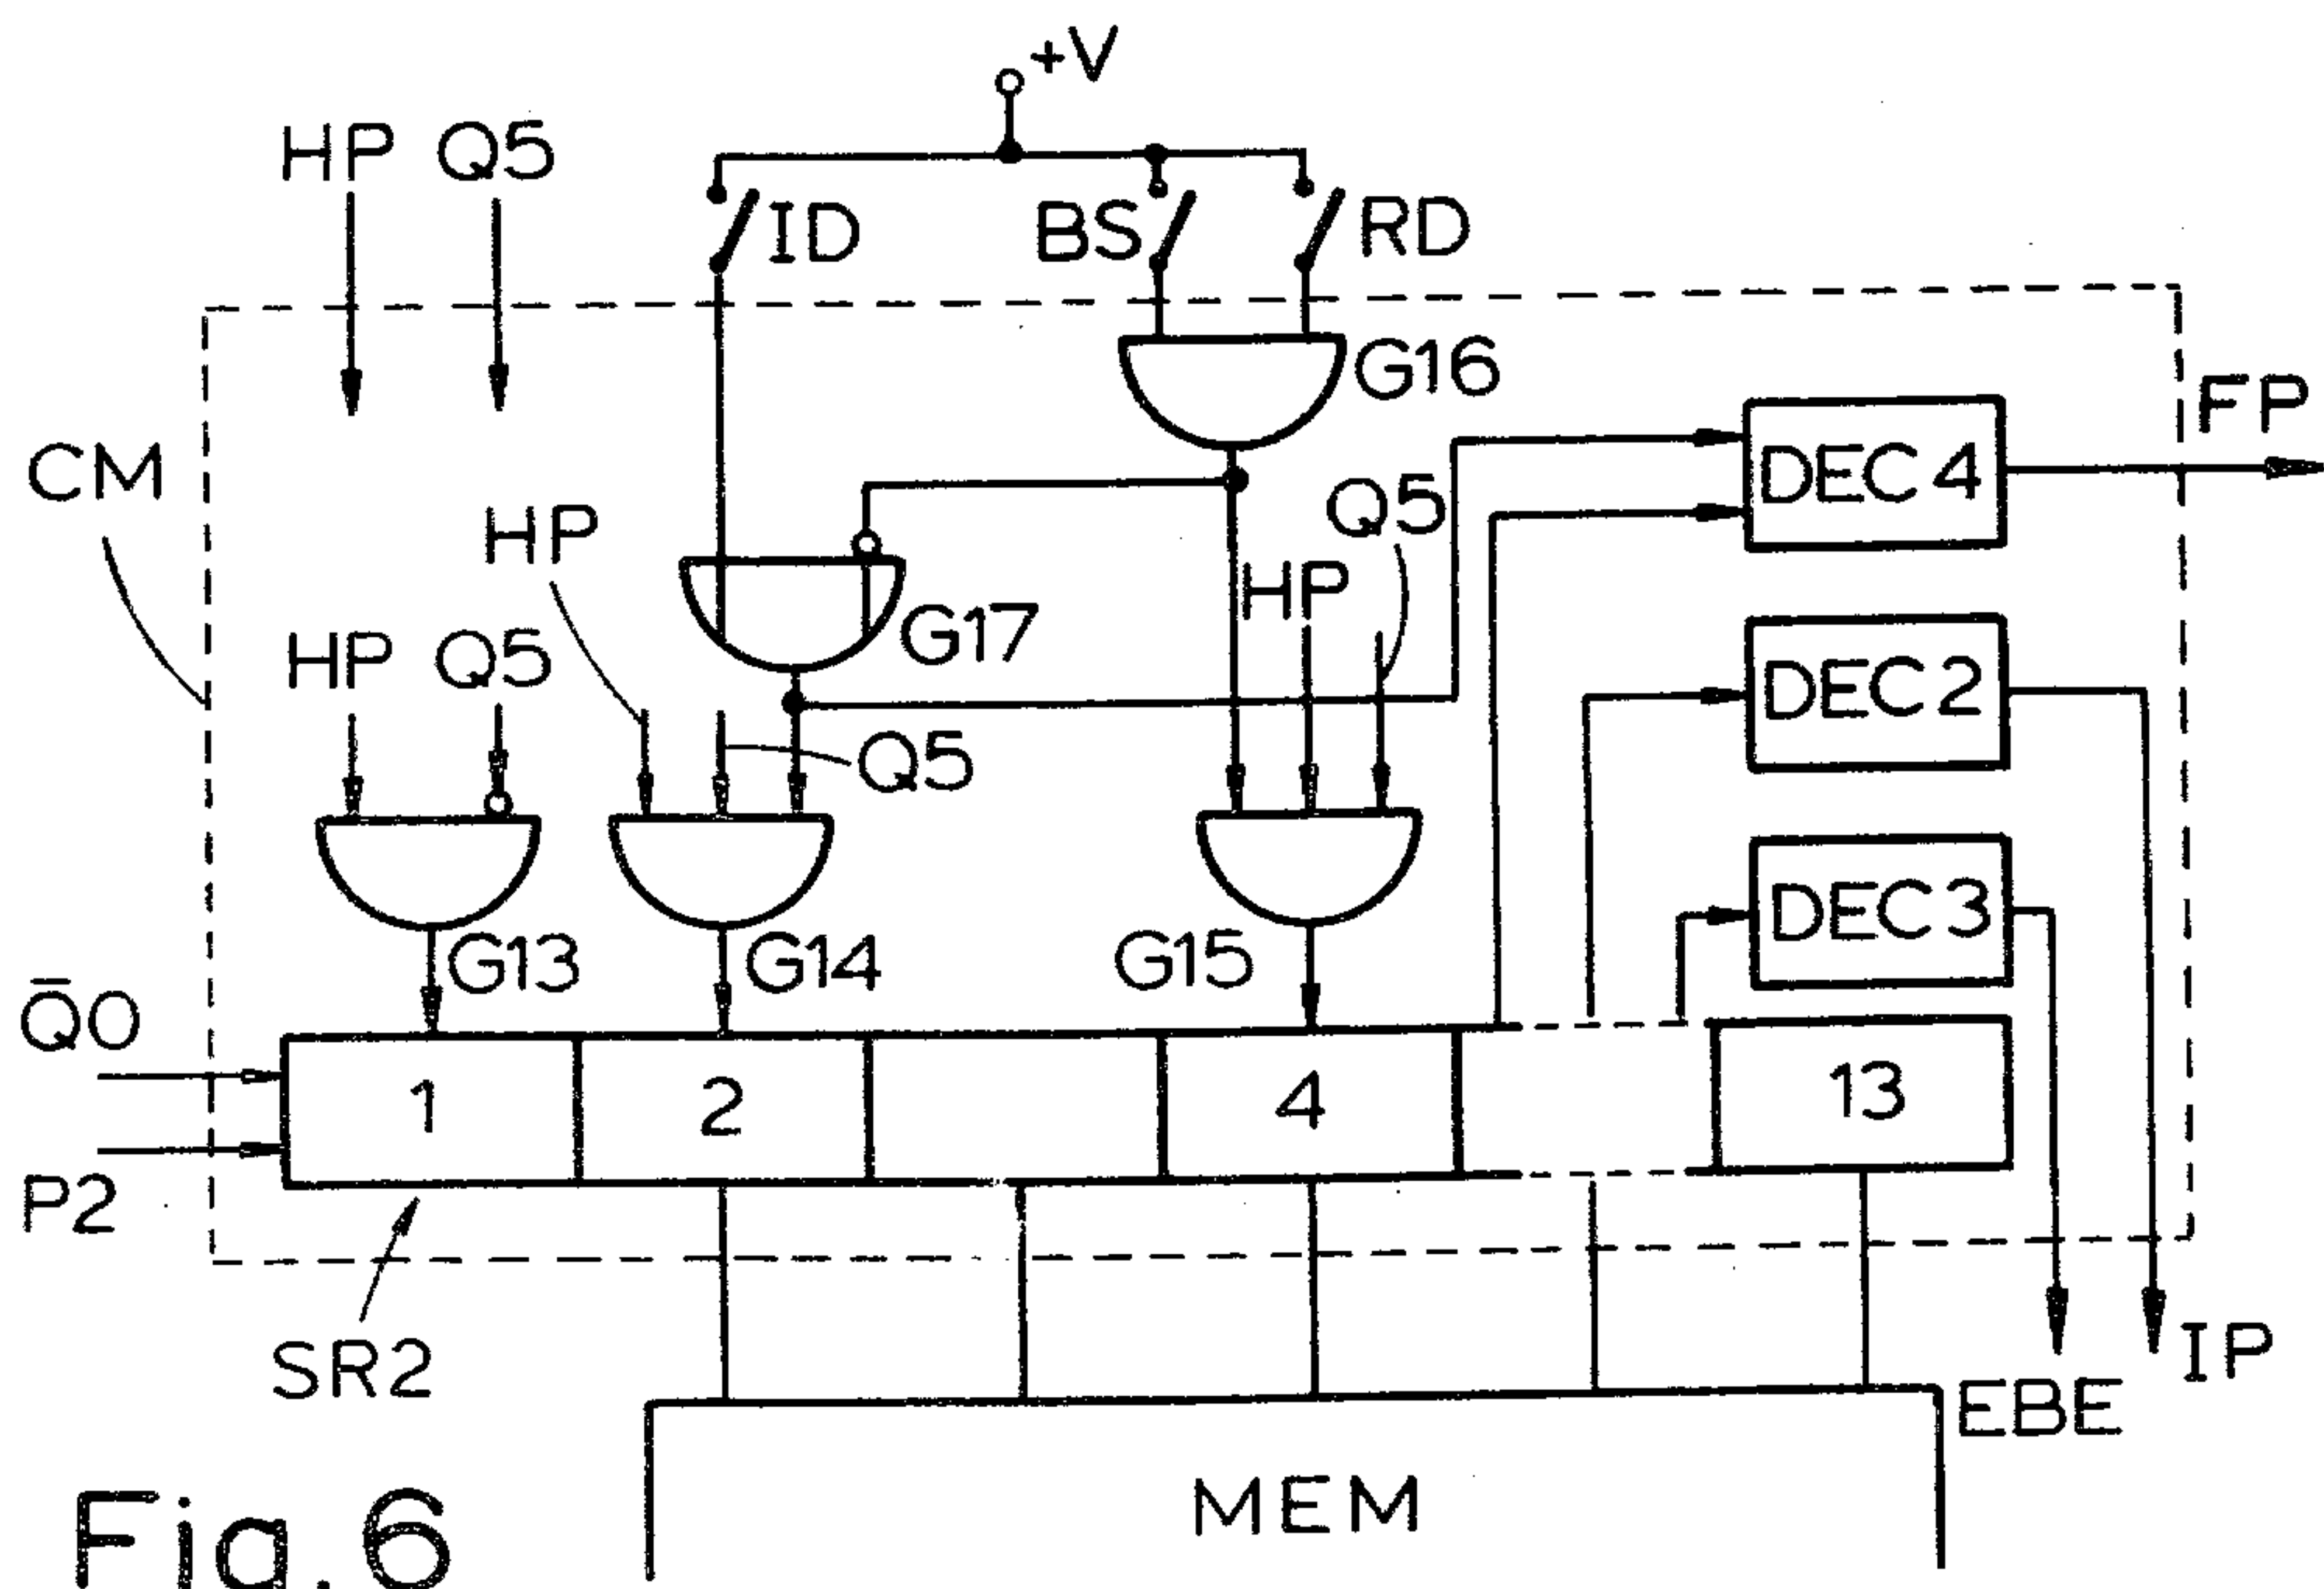 +V
HP Q5
ID
BS
RD
G16
FP
CM
DEC 4
HP
Q5
HP
G17
HP Q5
DEC 2
Q5
DEC 3
G13
G14
G15
Q̅0
1
2
4
13
P2
SR2
IP
EBE
MEM
Fig. 6